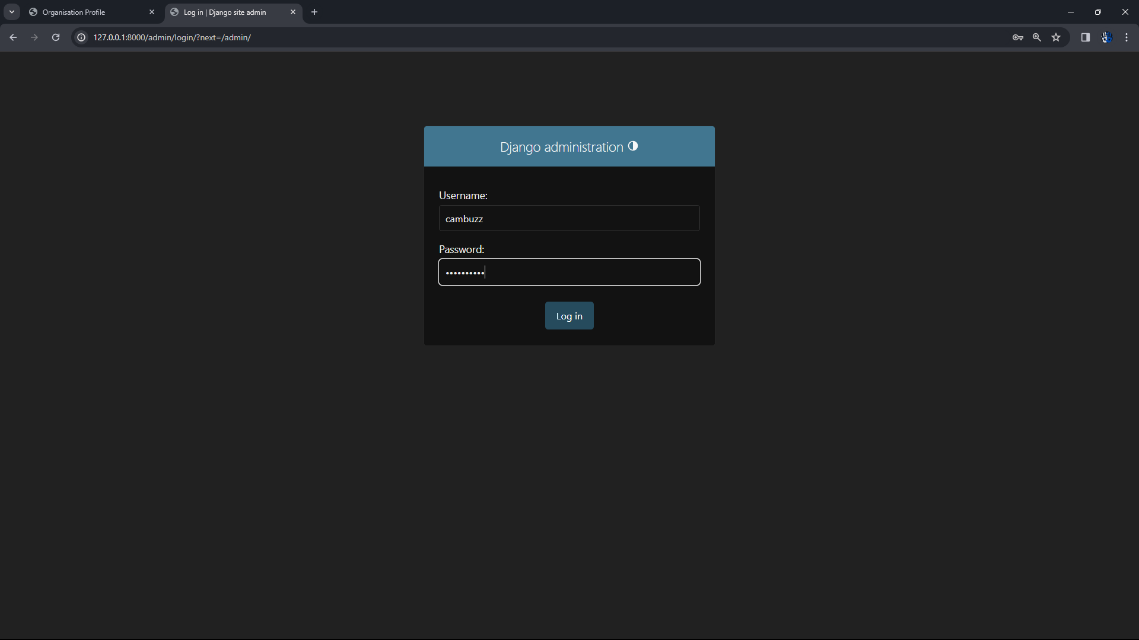 Organisation Profile
Log in | Django site admin
127.0.0.1:8000/admin/login/?next=/admin/
Django administration
Username:
cambuzz
Password:
••••••••••
Log in